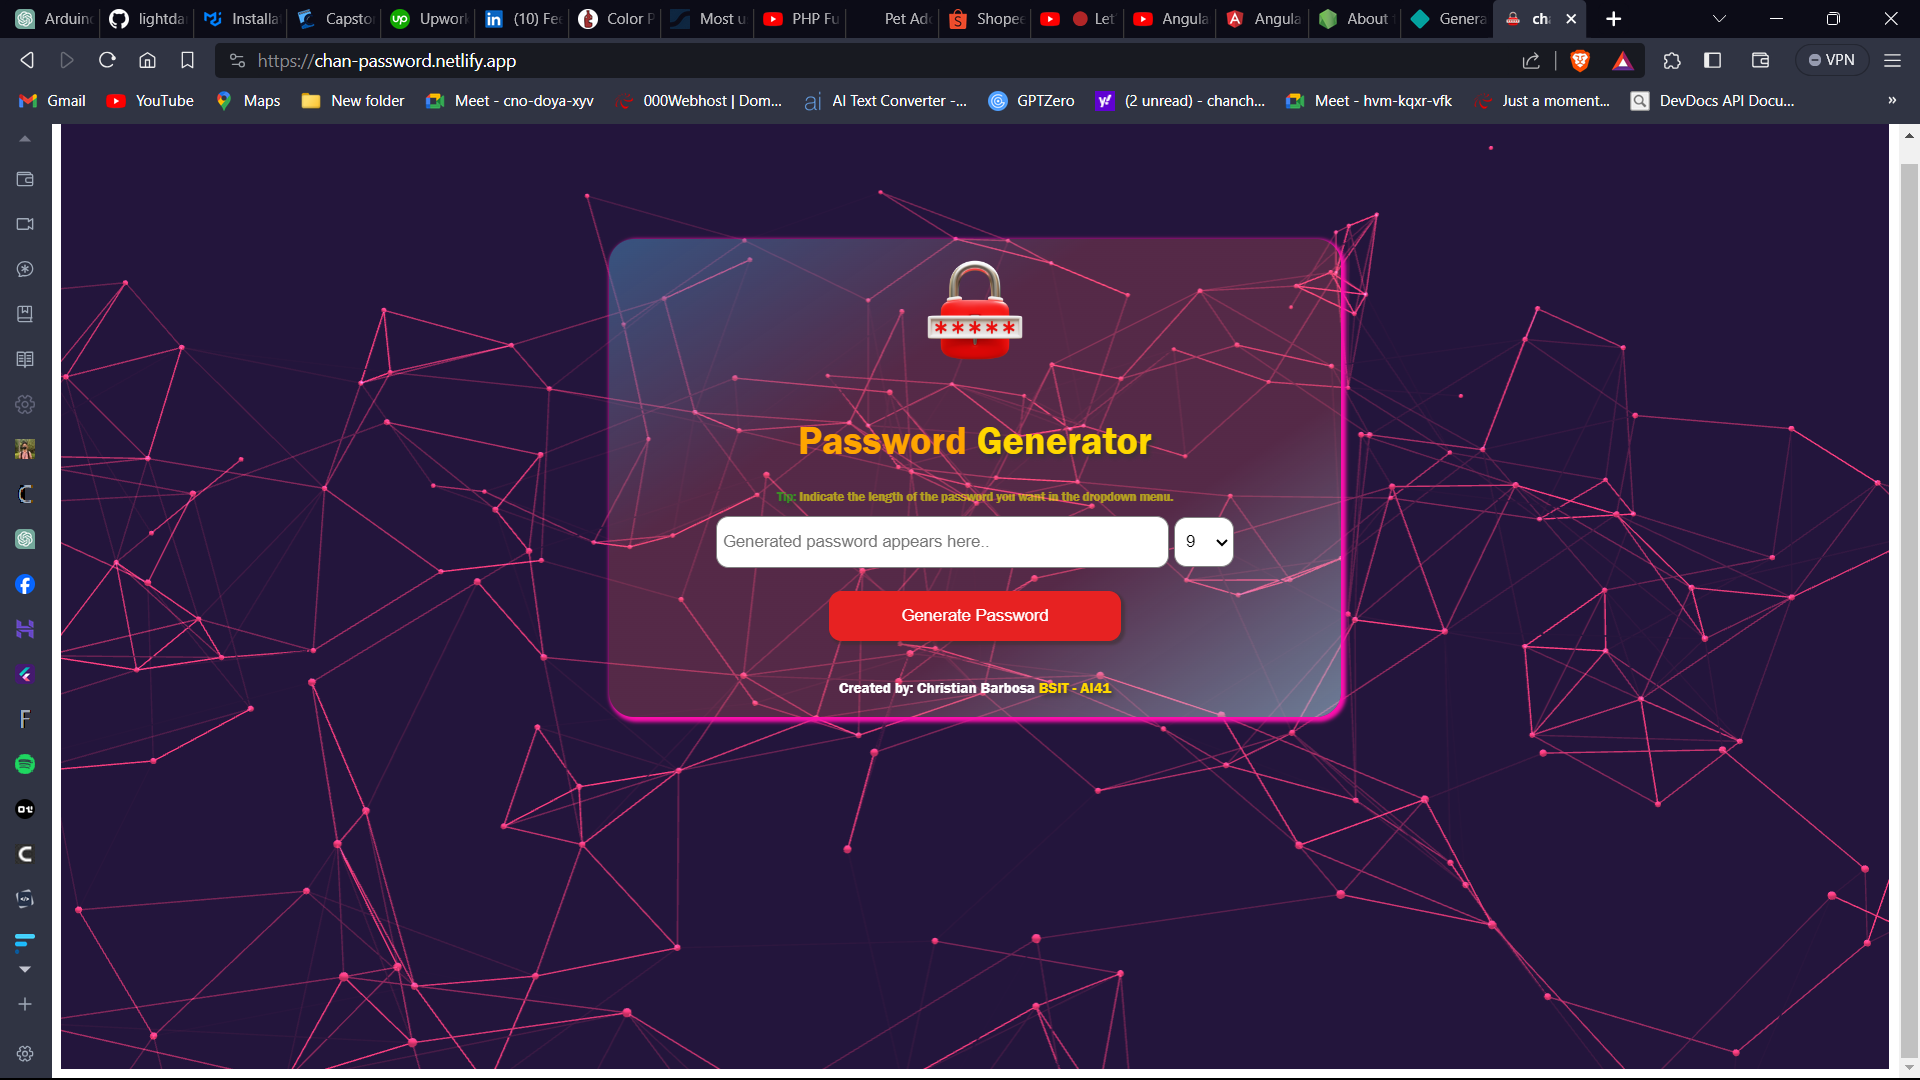 Arduin
lightda
Installa
Capsto
Upwor
(10) Fe
Color P
Most u
PHP Fu
Pet Ado
Shope
Let'
Angula
Angula
About
Genera
ch
https://chan-password.netlify.app
VPN
Gmail
YouTube
Maps
New folder
Meet - cno-doya-xyv
000Webhost | Dom...
AI Text Converter -...
GPTZero
(2 unread) - chanch...
Meet - hvm-kqxr-vfk
Just a moment...
DevDocs API Docu...
*****
Password Generator
Tip: Indicate the length of the password you want in the dropdown menu.
Generated password appears here..
9
Generate Password
Created by: Christian Barbosa BSIT - AI41